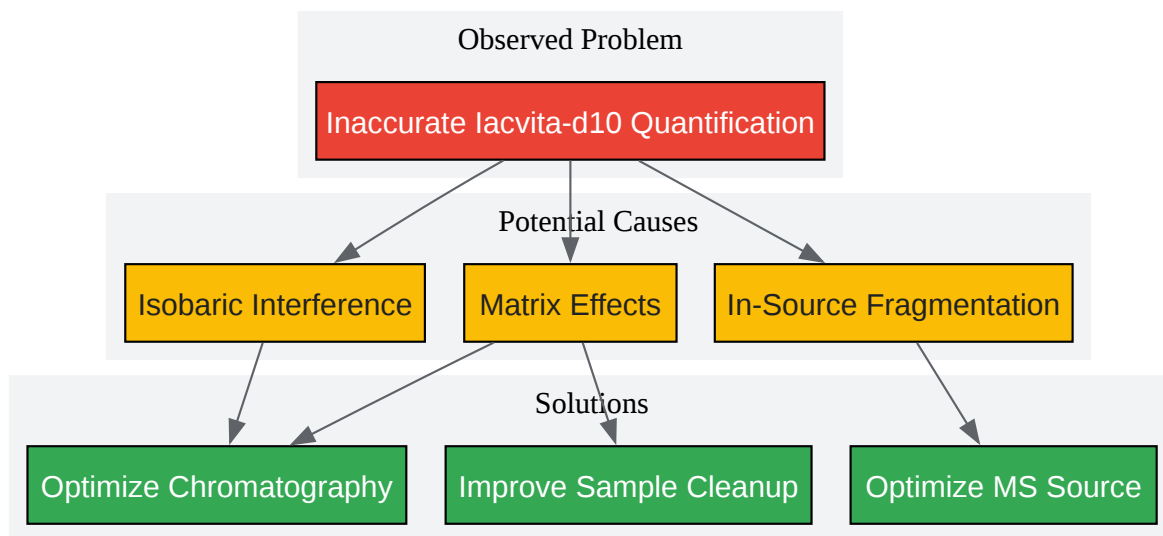 Observed Problem
Inaccurate Iacvita-d10 Quantification
Potential Causes
Isobaric Interference
Matrix Effects
In-Source Fragmentation
Solutions
Optimize Chromatography
Improve Sample Cleanup
Optimize MS Source